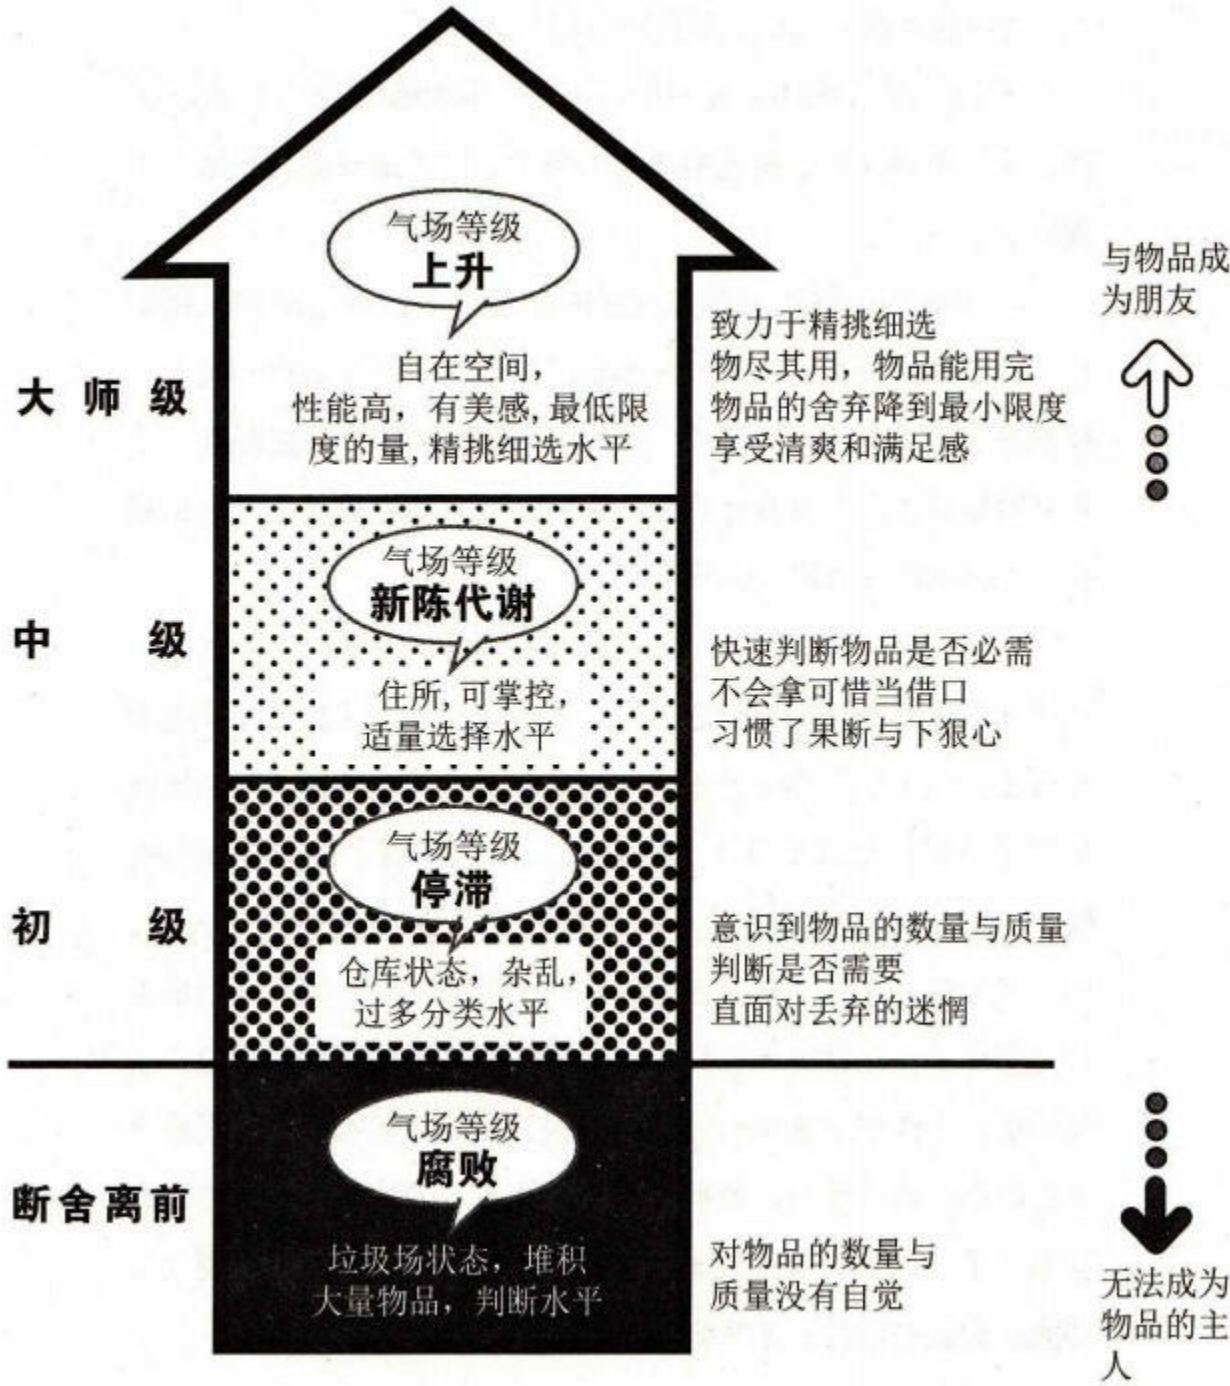 与物品成
为朋友
大师级
气场等级
上升
自在空间，
性能高，有美感,最低限
度的量,精挑细选水平
致力于精挑细选
物尽其用，物品能用完
物品的舍弃降到最小限度
享受清爽和满足感
中级
气场等级
新陈代谢
住所,可掌控，
适量选择水平
快速判断物品是否必需
不会拿可惜当借口
习惯了果断与下狠心
初级
气场等级
停滞
仓库状态，杂乱，
过多分类水平
意识到物品的数量与质量
判断是否需要
直面对丢弃的迷惘
断舍离前
气场等级
腐败
垃圾场状态，堆积
大量物品，判断水平
对物品的数量与
质量没有自觉
无法成为
物品的主
人